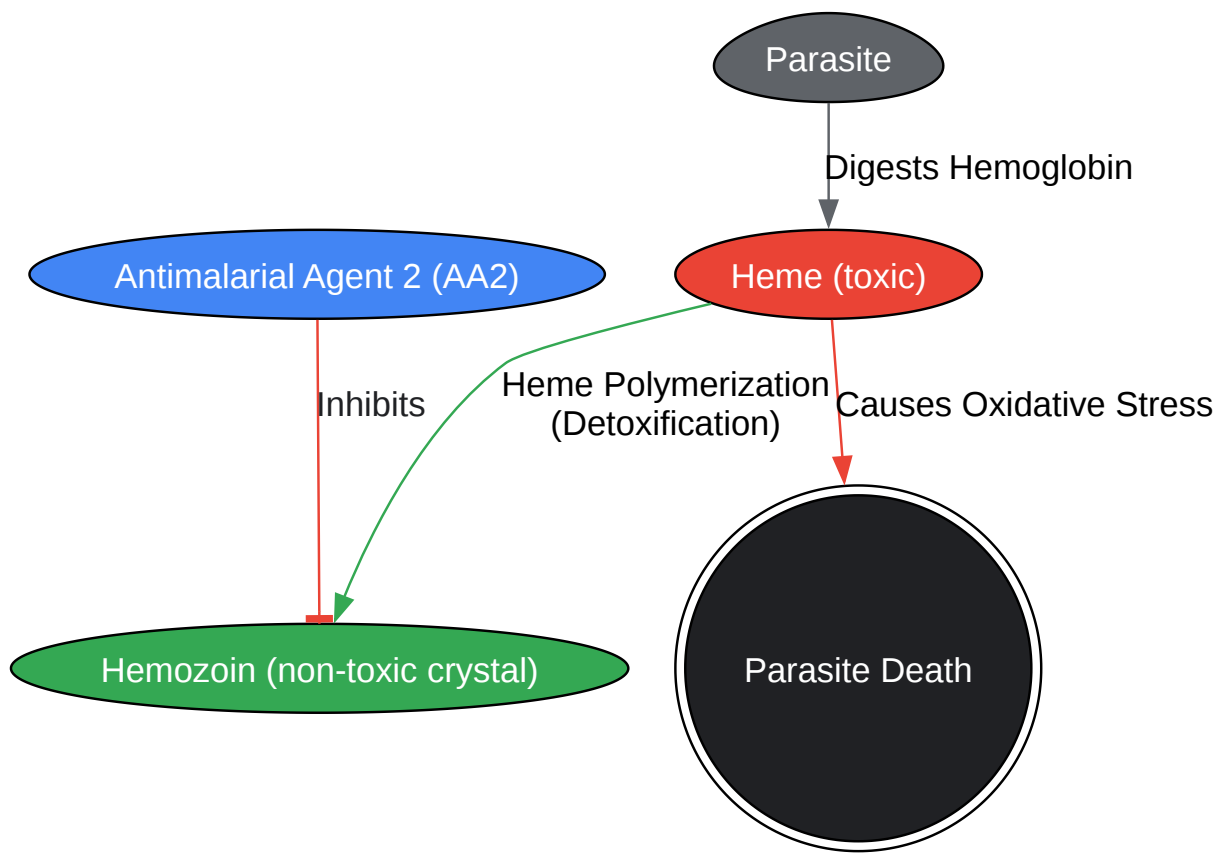 Parasite
Digests Hemoglobin
Antimalarial Agent 2 (AA2)
Heme (toxic)
Inhibits
Heme Polymerization
(Detoxification)
Causes Oxidative Stress
Hemozoin (non-toxic crystal)
Parasite Death